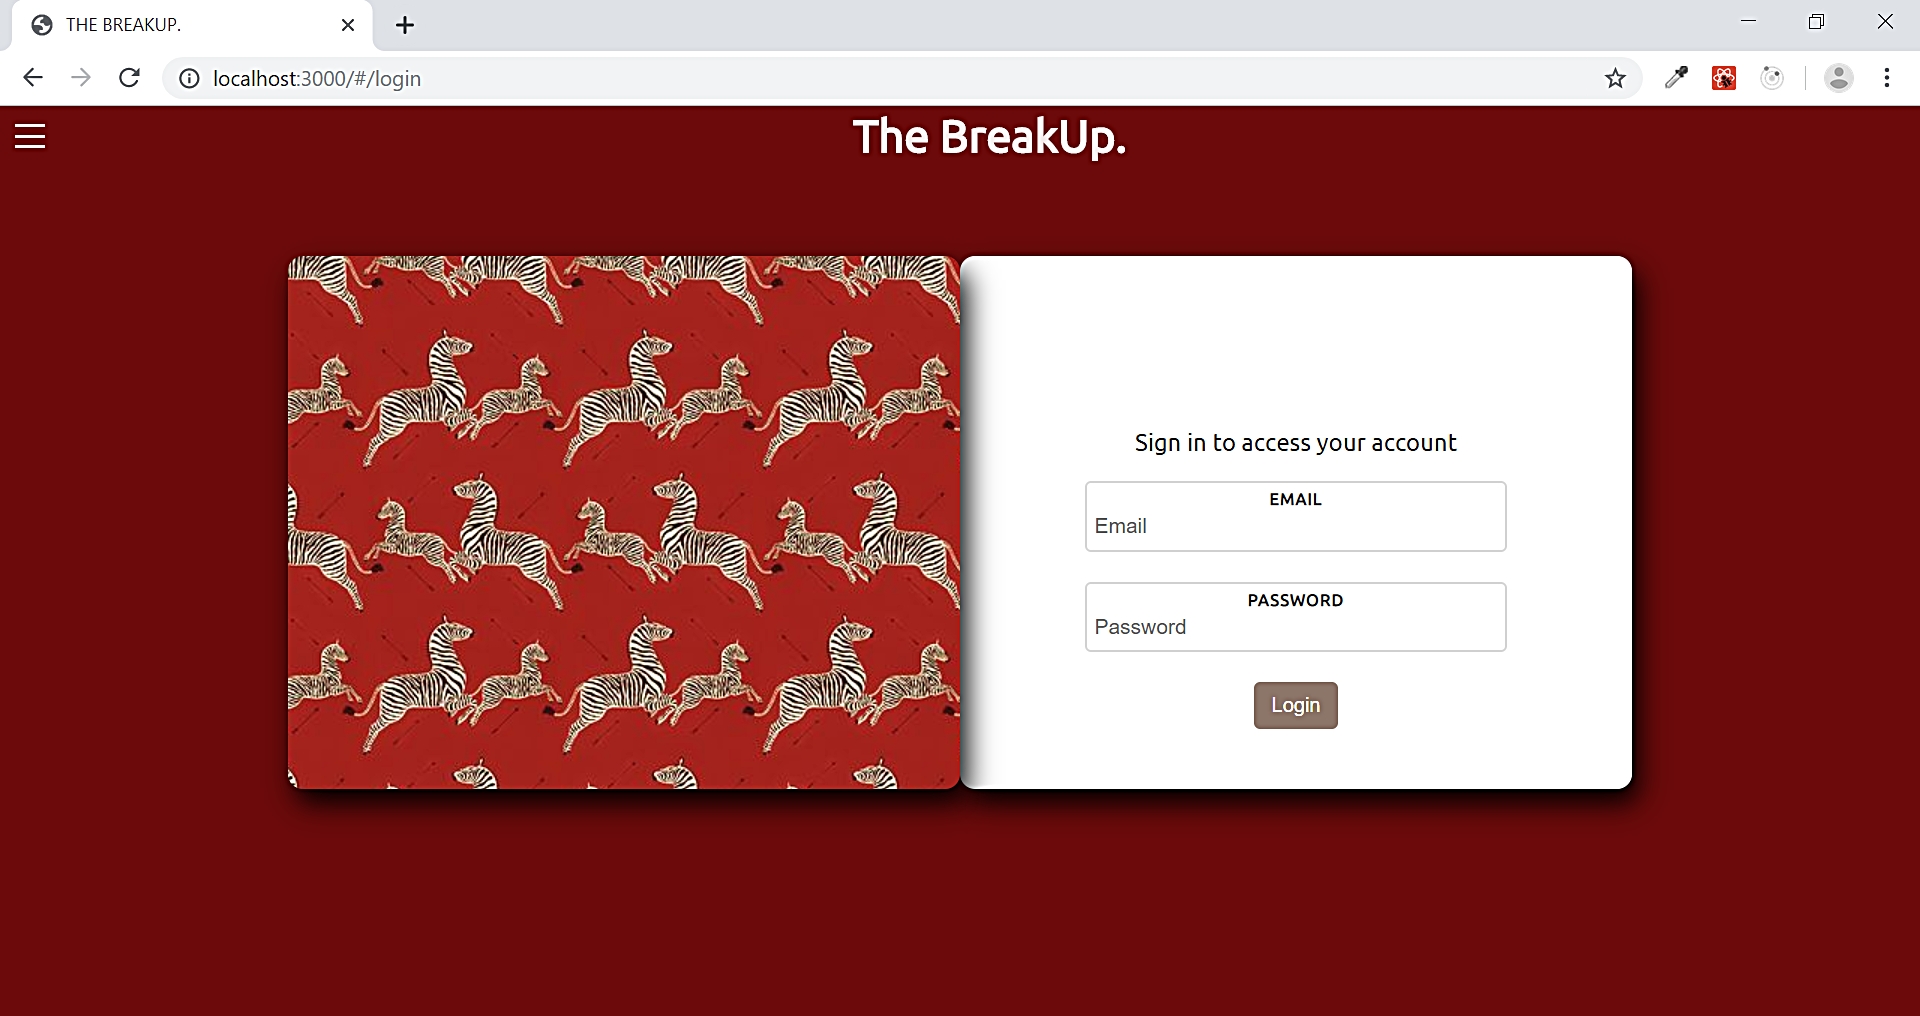 THE BREAKUP.
localhost:3000/#/login
The BreakUp.
Sign in to access your account
EMAIL
Email
PASSWORD
Password
Login